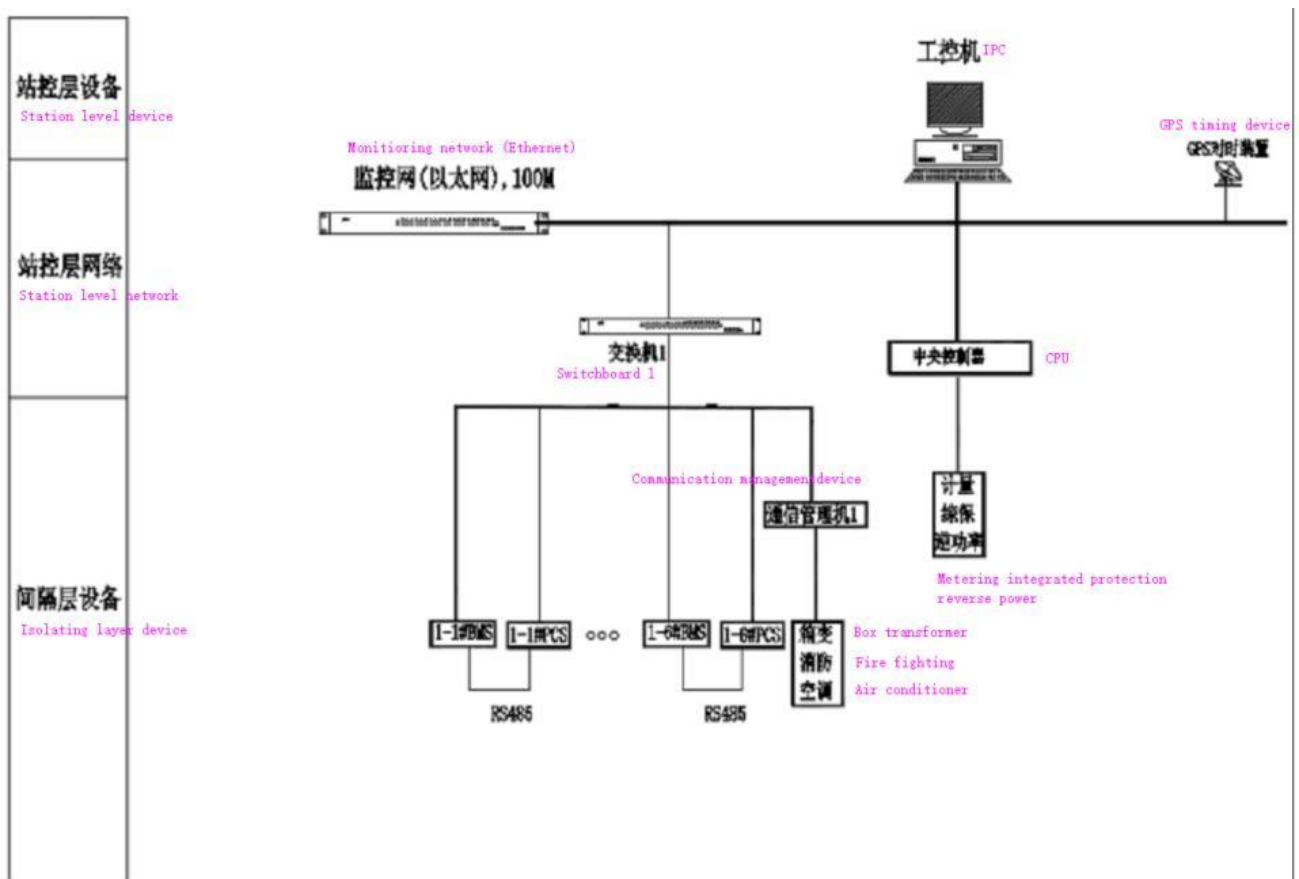 站控层设备
Station level device
工控机 IPC
GPS timing device
GPS对时装置
Monitioring network (Ethernet)
监控网(以太网),100M
站控层网络
Station level network
交换机1
Switchboard 1
中央控制器 CPU
Communication managemen device
通信管理机1
计量
综保
逆功率
Metering integrated protection
reverse power
间隔层设备
Isolating layer device
1-1#BMS 1-1#PCS 1-6#BMS 1-6#PCS
箱变 Box transformer
消防 Fire fighting
空调 Air conditioner
RS485 RS485